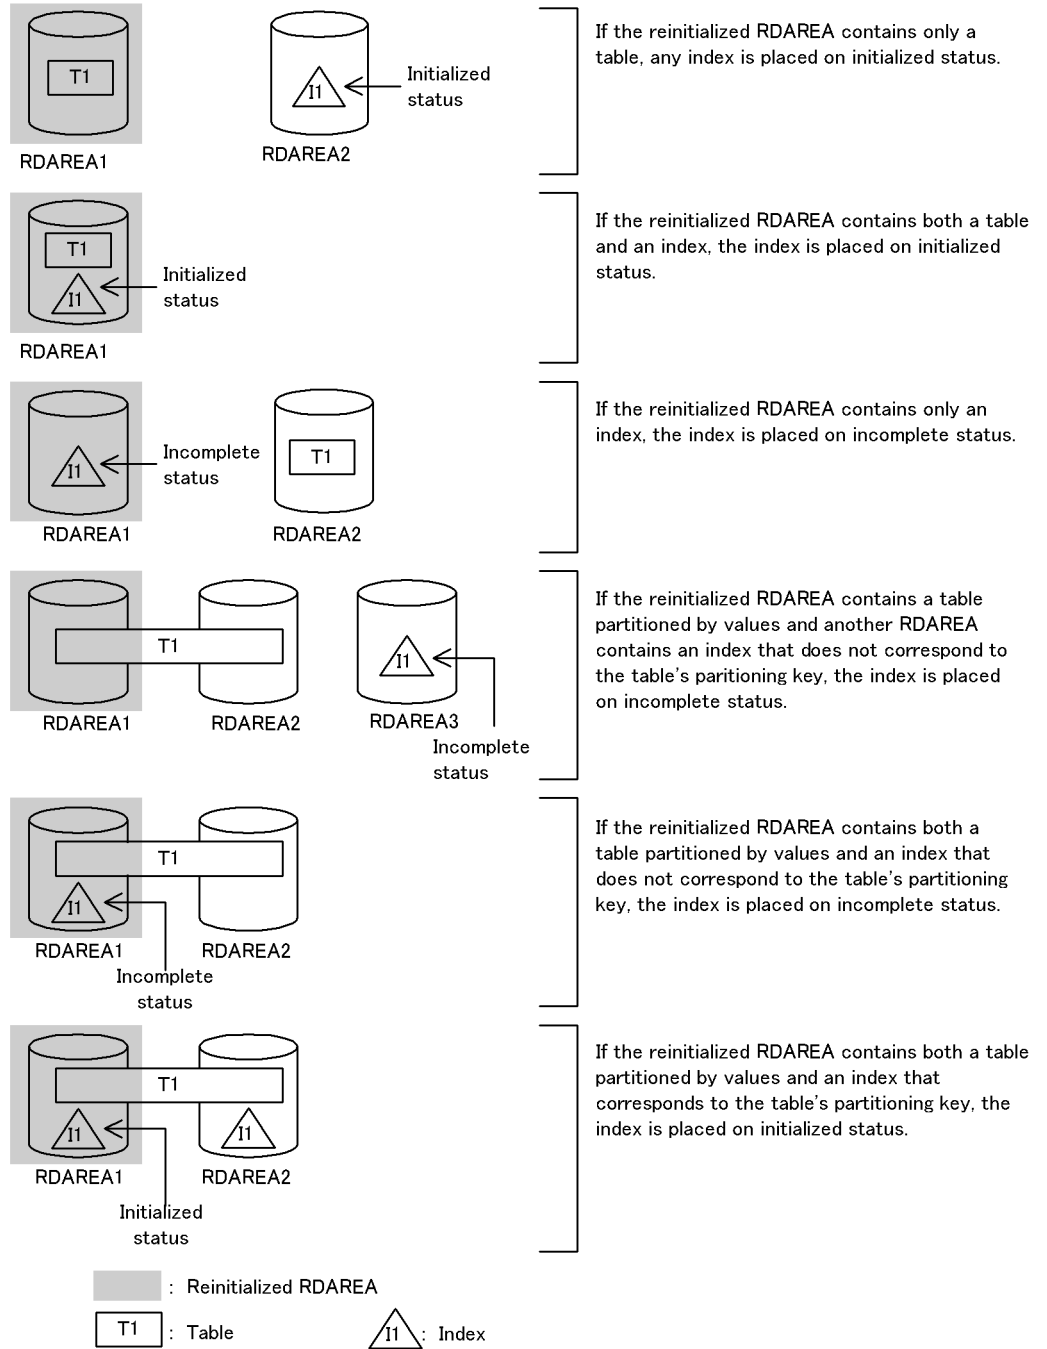 T1
I1
Initialized
status
RDAREA1
RDAREA2
If the reinitialized RDAREA contains only a
table, any index is placed on initialized status.
T1
I1
Initialized
status
RDAREA1
If the reinitialized RDAREA contains both a table
and an index, the index is placed on initialized
status.
I1
Incomplete
status
T1
RDAREA1
RDAREA2
If the reinitialized RDAREA contains only an
index, the index is placed on incomplete status.
T1
I1
RDAREA1
RDAREA2
RDAREA3
Incomplete
status
If the reinitialized RDAREA contains a table
partitioned by values and another RDAREA
contains an index that does not correspond to
the table's paritioning key, the index is placed
on incomplete status.
T1
I1
RDAREA1
RDAREA2
Incomplete
status
If the reinitialized RDAREA contains both a
table partitioned by values and an index that
does not correspond to the table's partitioning
key, the index is placed on incomplete status.
T1
I1
I1
RDAREA1
RDAREA2
Initialized
status
If the reinitialized RDAREA contains both a table
partitioned by values and an index that
corresponds to the table's partitioning key, the
index is placed on initialized status.
: Reinitialized RDAREA
T1 : Table
I1 : Index